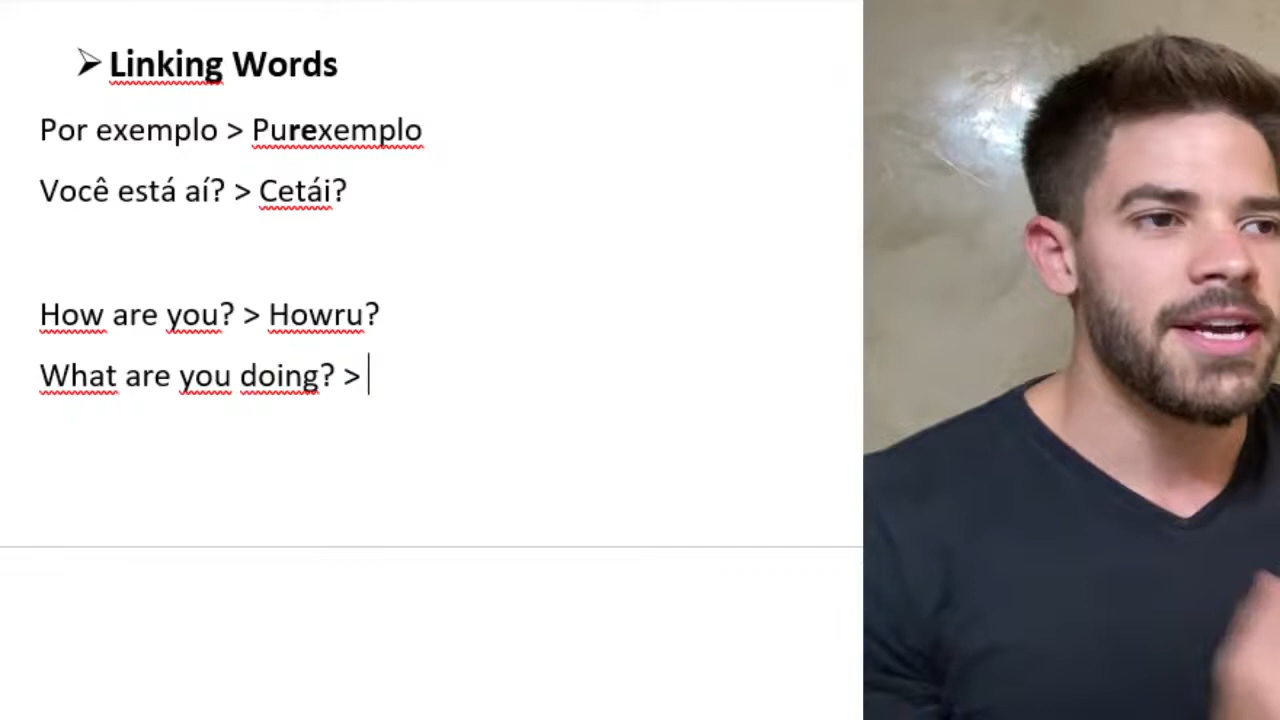 ➢ Linking Words
Por exemplo > Purexemplo
Você está aí? > Cetái?
How are you? > Howru?
What are you doing? >